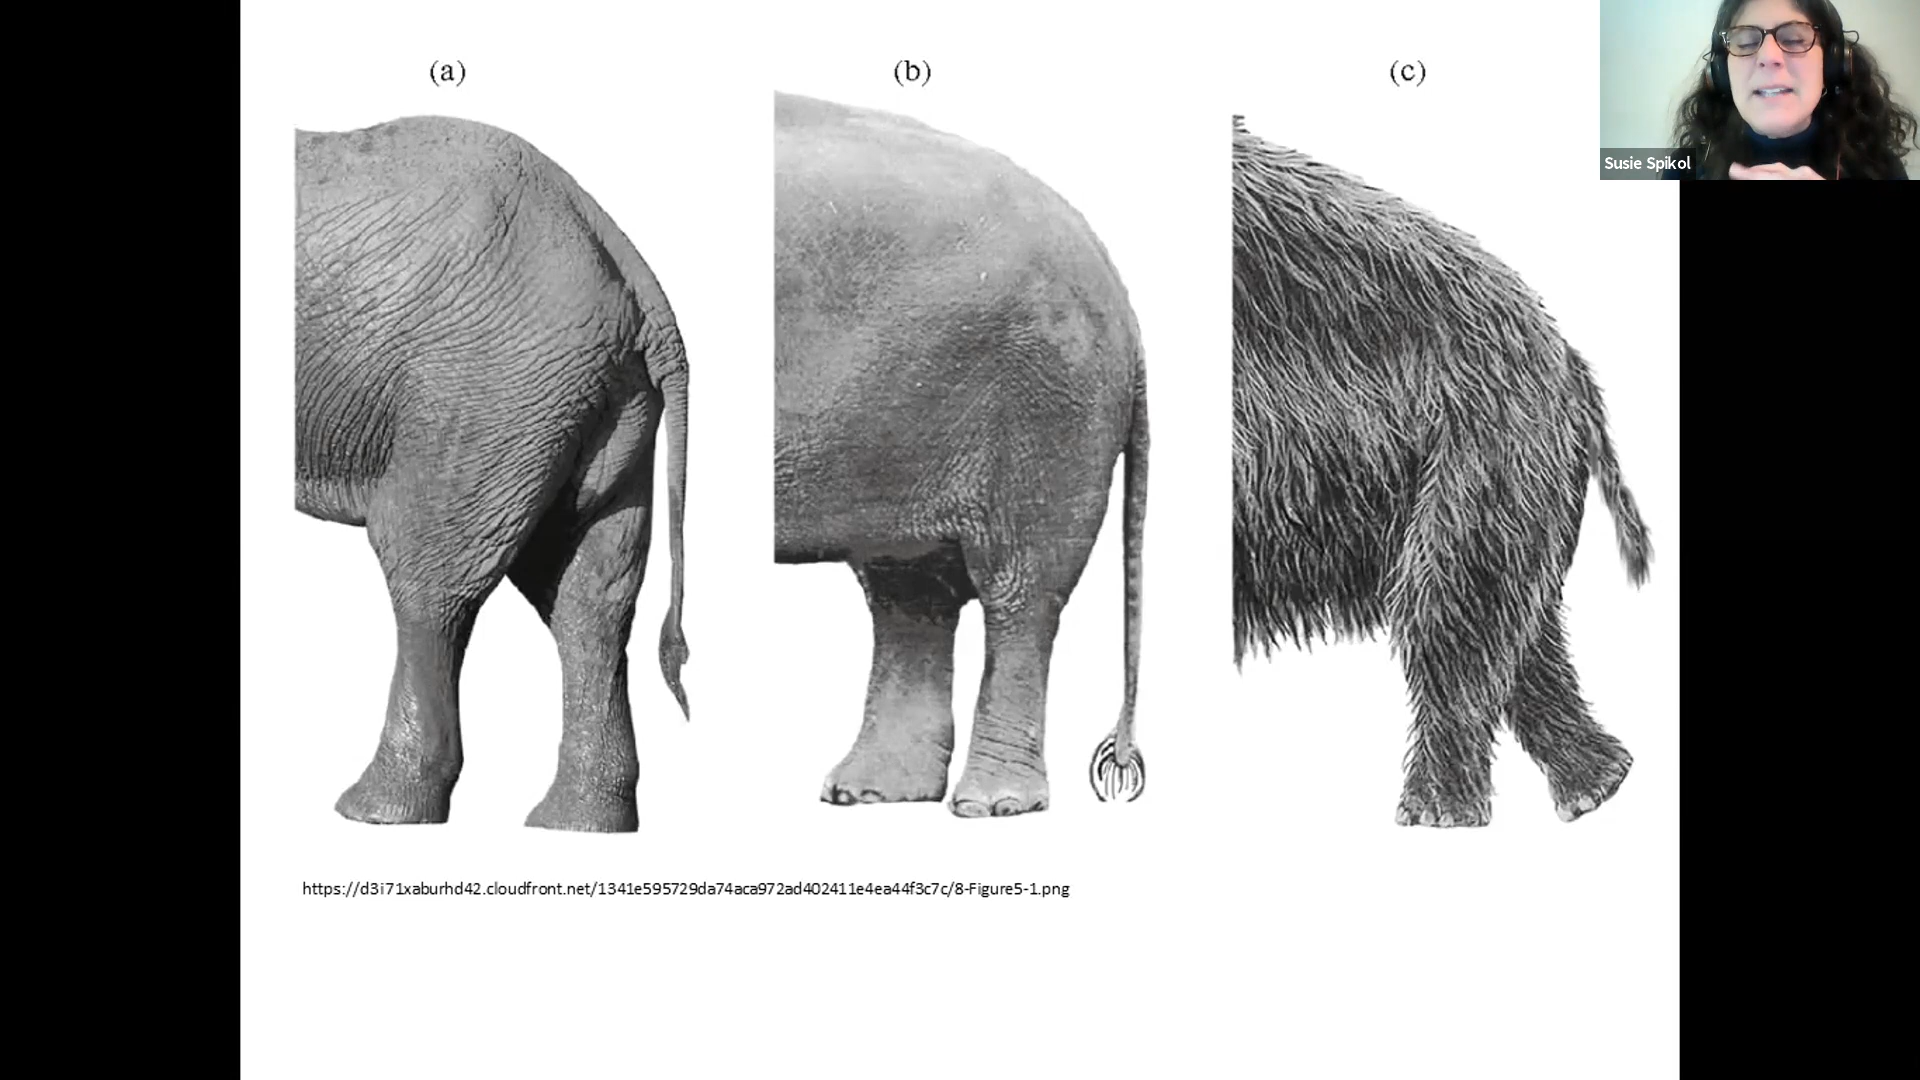 (a) (b) (c)
Susie Spikol
https://d3i71xaburhd42.cloudfront.net/1341e595729da74aca972ad402411e4ea44f3c7c/8-Figure5-1.png